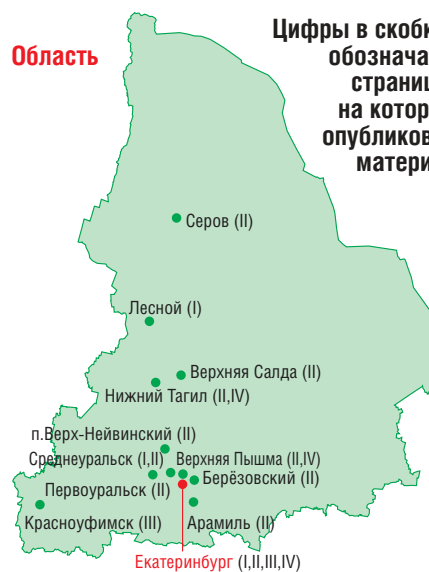 Область
Цифры в скобк
обознача
страниц
на котор
опубликов
матери
Серов (II)
Лесной (I)
Верхняя Салда (II)
Нижний Тагил (II,IV)
п.Верх-Нейвинский (II)
Среднеуральск (I,II) Верхняя Пышма (II,IV)
Берёзовский (II)
Первоуральск (II)
Красноуфимск (III) Арамиль (II)
Екатеринбург (I,II,III,IV)